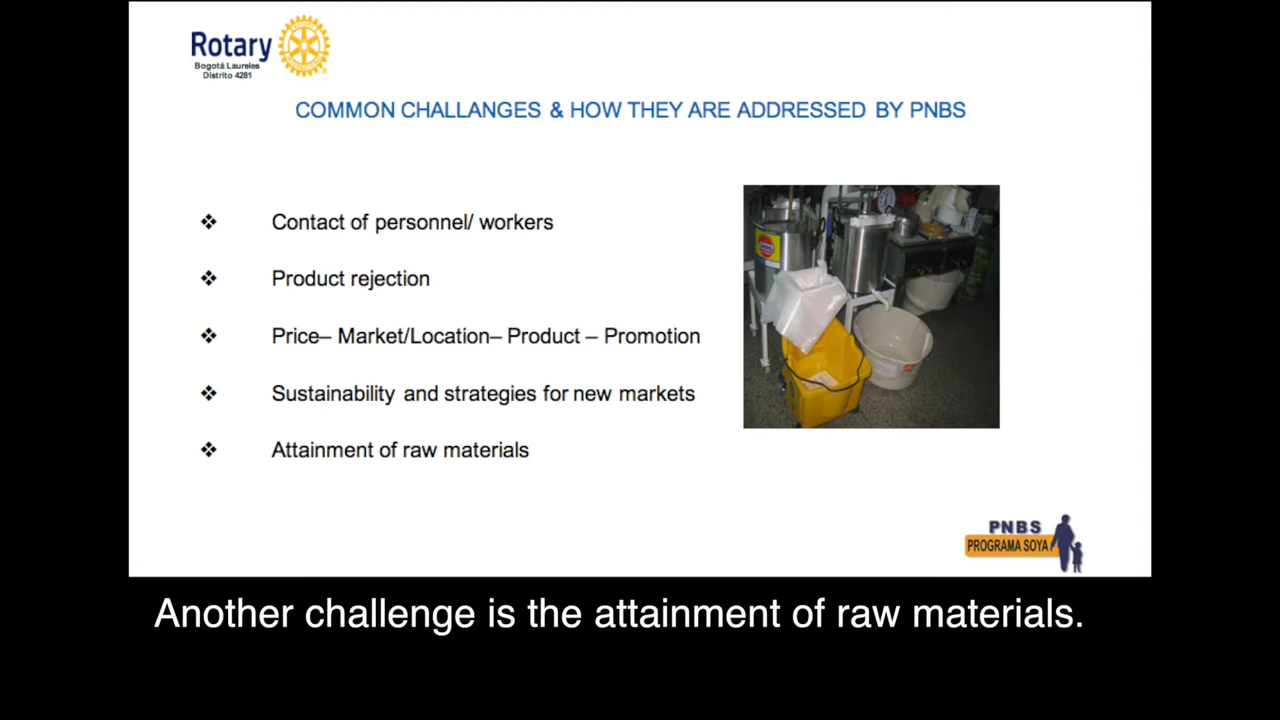 Rotary
Bogotá Laureles
Distrito 4281
COMMON CHALLANGES & HOW THEY ARE ADDRESSED BY PNBS
❖ Contact of personnel/ workers
❖ Product rejection
❖ Price– Market/Location– Product – Promotion
❖ Sustainability and strategies for new markets
❖ Attainment of raw materials
PNBS
PROGRAMA SOYA
Another challenge is the attainment of raw materials.